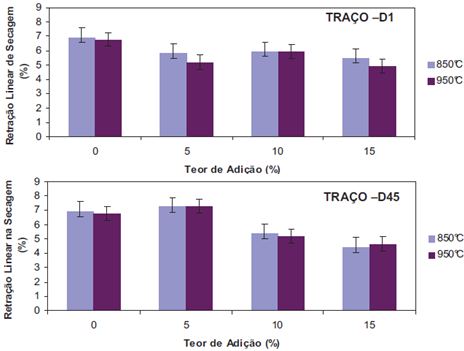 TRAÇO –D1
Retração Linear de Secagem (%)
9
8
7
6
5
4
3
2
1
0
0 5 10 15
Teor de Adição (%)
850°C
950°C
TRAÇO –D45
Retração Linear na Secagem (%)
9
8
7
6
5
4
3
2
1
0
0 5 10 15
Teor de Adição (%)
850°C
950°C